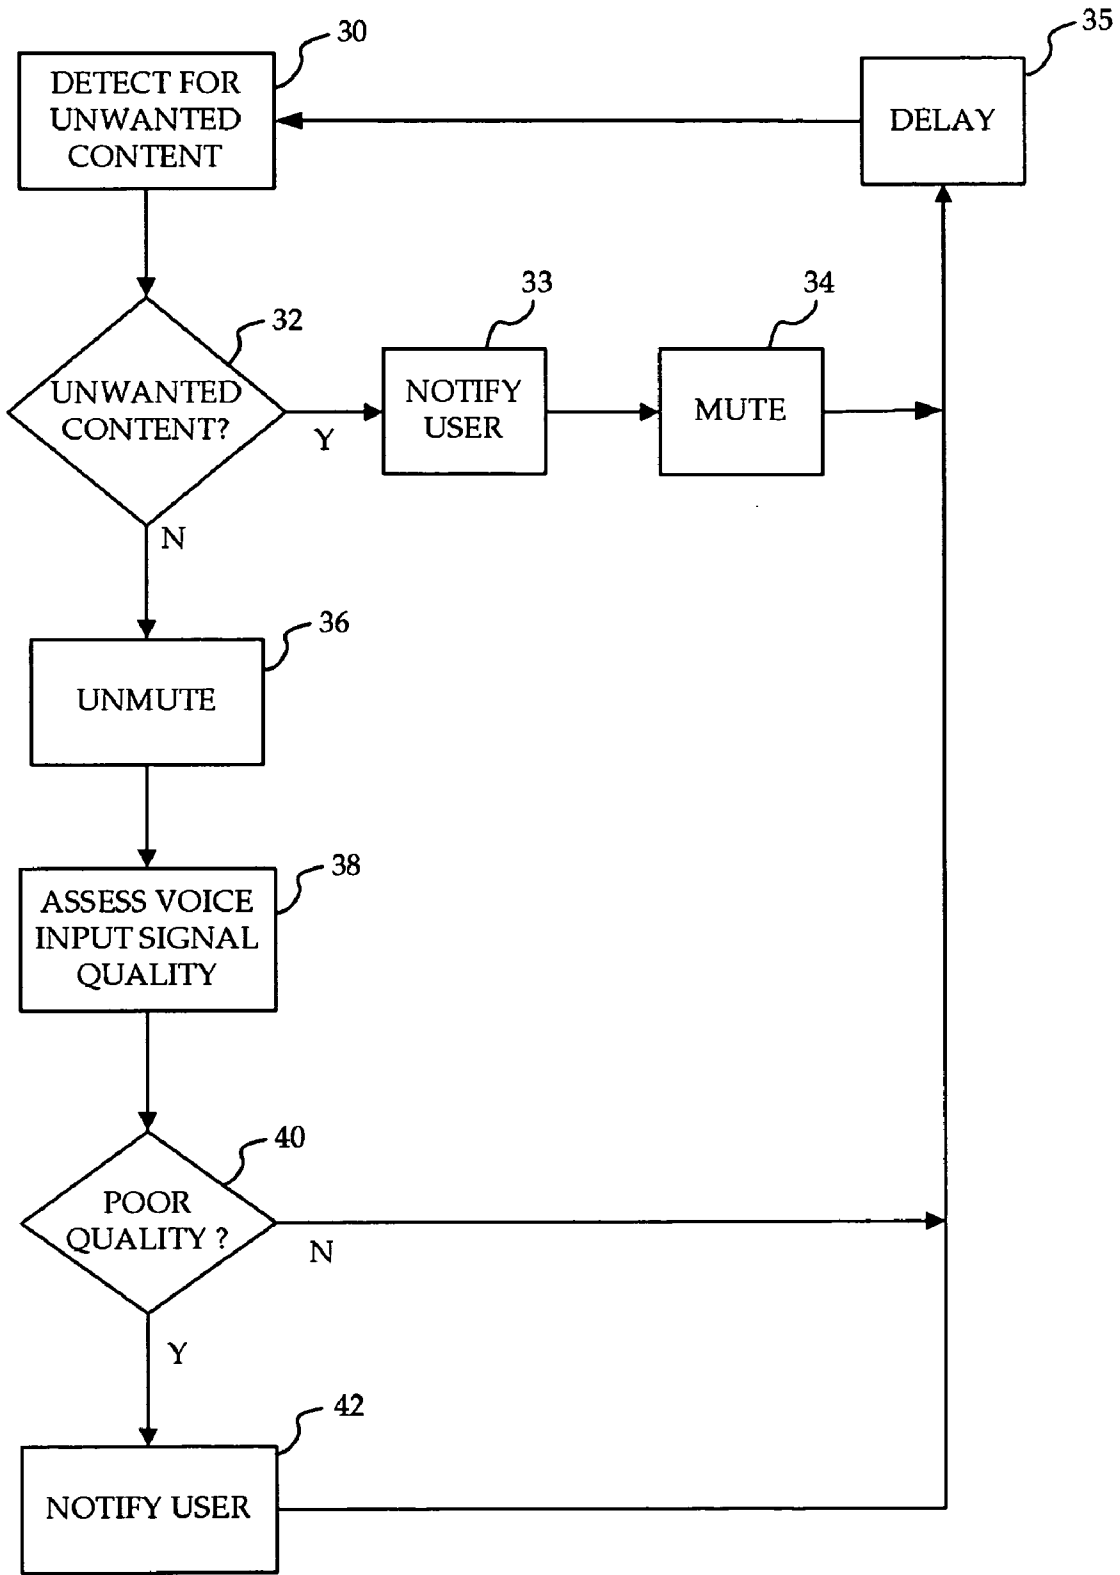 30
35
DETECT FOR
UNWANTED
CONTENT
DELAY
33
34
32
UNWANTED
CONTENT?
Y
NOTIFY
USER
MUTE
N
36
UNMUTE
38
ASSESS VOICE
INPUT SIGNAL
QUALITY
40
POOR
QUALITY ?
N
Y
42
NOTIFY USER